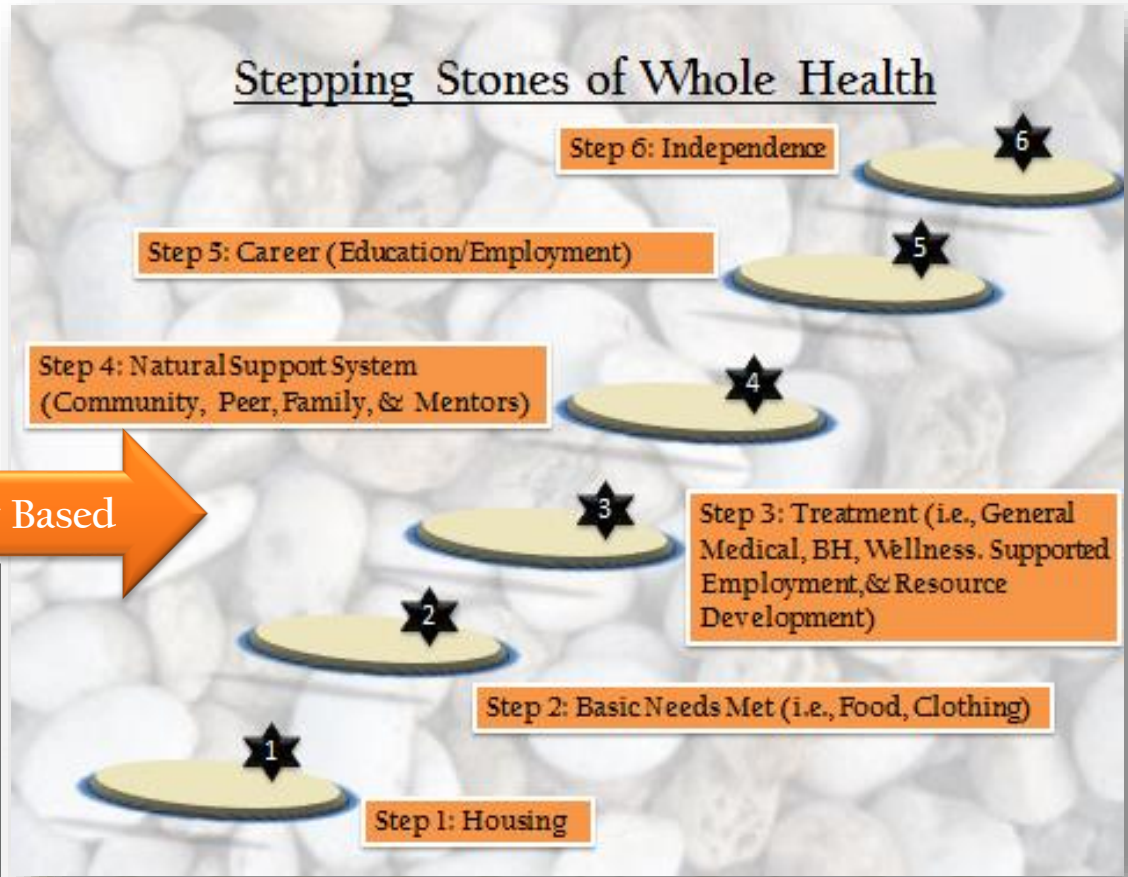 Stepping Stones of Whole Health
6
Step 6: Independence
5
Step 5: Career (Education/Employment)
4
Step 4: Natural Support System
(Community, Peer, Family, & Mentors)
Based
3
Step 3: Treatment (i.e., General
Medical, BH, Wellness. Supported
Employment,& Resource
Development)
2
Step 2: Basic Needs Met (i.e., Food, Clothing)
1
Step 1: Housing